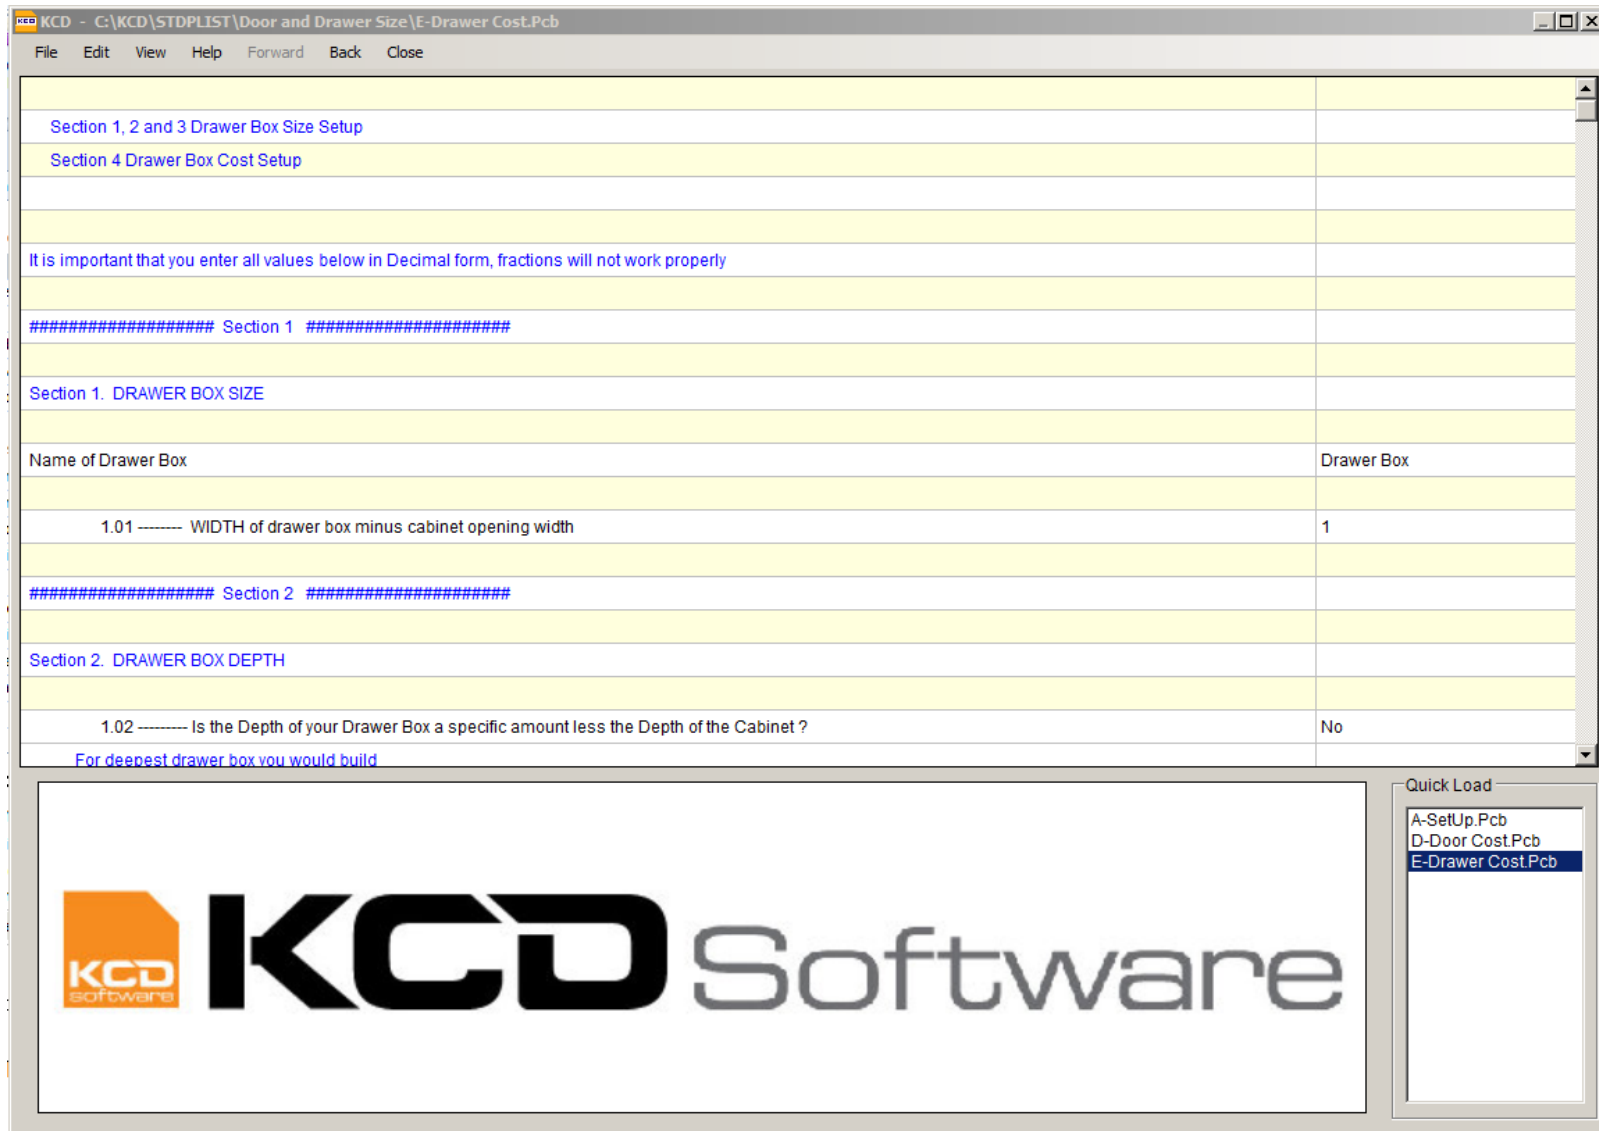 KCD - C:\KCD\STDPLIST\Door and Drawer Size\E-Drawer Cost.Pcb
File Edit View Help Forward Back Close
Section 1, 2 and 3 Drawer Box Size Setup
Section 4 Drawer Box Cost Setup
It is important that you enter all values below in Decimal form, fractions will not work properly
################### Section 1 #####################
Section 1. DRAWER BOX SIZE
Name of Drawer Box Drawer Box
1.01 -------- WIDTH of drawer box minus cabinet opening width 1
################### Section 2 #####################
Section 2. DRAWER BOX DEPTH
1.02 --------- Is the Depth of your Drawer Box a specific amount less the Depth of the Cabinet ? No
For deepest drawer box you would build
Quick Load
A-SetUp.Pcb
D-Door Cost.Pcb
E-Drawer Cost.Pcb
KCD
software
KCD Software